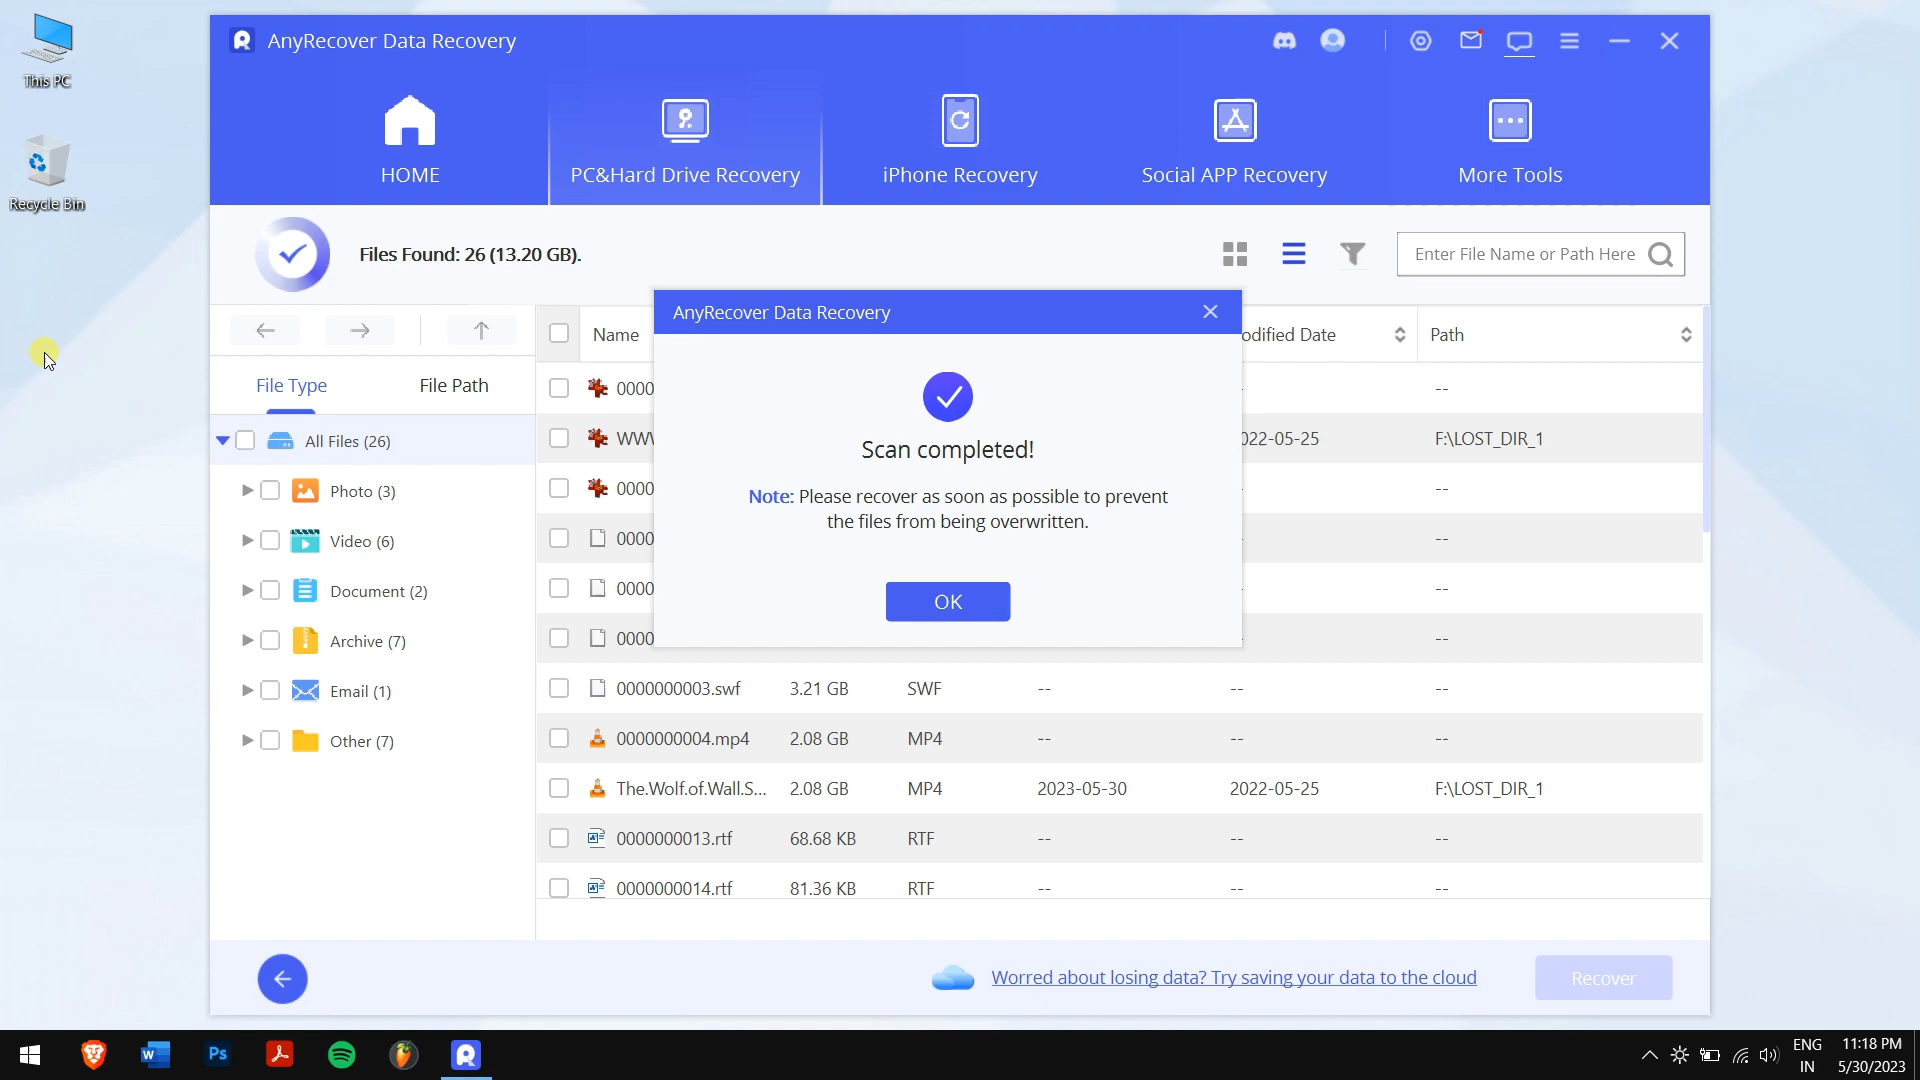 This PC
Recycle Bin
AnyRecover Data Recovery
HOME
PC&Hard Drive Recovery
iPhone Recovery
Social APP Recovery
More Tools
Files Found: 26 (13.20 GB).
Enter File Name or Path Here
File Type
File Path
All Files (26)
Photo (3)
Video (6)
Document (2)
Archive (7)
Email (1)
Other (7)
Name
odified Date
Path
0000
--
WWW
022-05-25
F:\LOST_DIR_1
0000
--
0000
--
0000
--
0000
--
0000000003.swf 3.21 GB SWF -- -- --
0000000004.mp4 2.08 GB MP4 -- -- --
The.Wolf.of.Wall.S... 2.08 GB MP4 2023-05-30 2022-05-25 F:\LOST_DIR_1
0000000013.rtf 68.68 KB RTF -- -- --
0000000014.rtf 81.36 KB RTF -- -- --
AnyRecover Data Recovery
Scan completed!
Note: Please recover as soon as possible to prevent
the files from being overwritten.
OK
Worred about losing data? Try saving your data to the cloud
Recover
W
Ps
ENG
IN
11:18 PM
5/30/2023